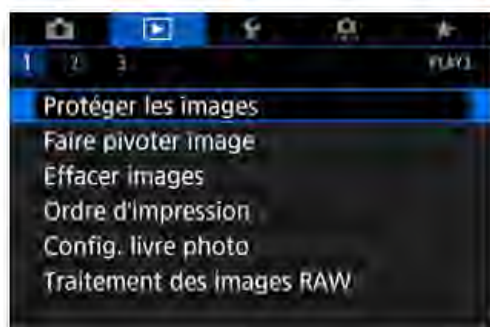 1 2 3 PLAY1
Protéger les images
Faire pivoter image
Effacer images
Ordre d'impression
Config. livre photo
Traitement des images RAW